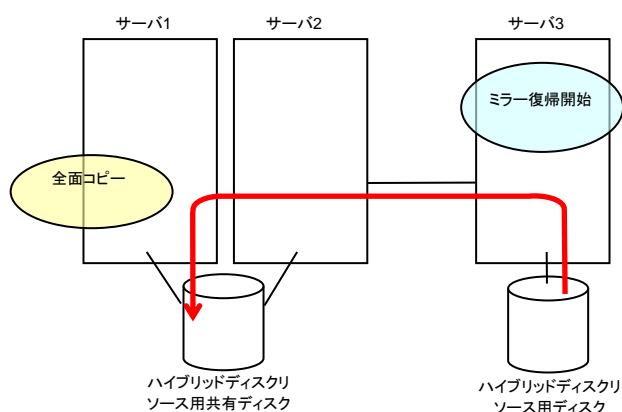 サーバ1
サーバ2
サーバ3
ミラー復帰開始
全面コピー
ハイブリッドディスクリ
ソース用共有ディスク
ハイブリッドディスクリ
ソース用ディスク